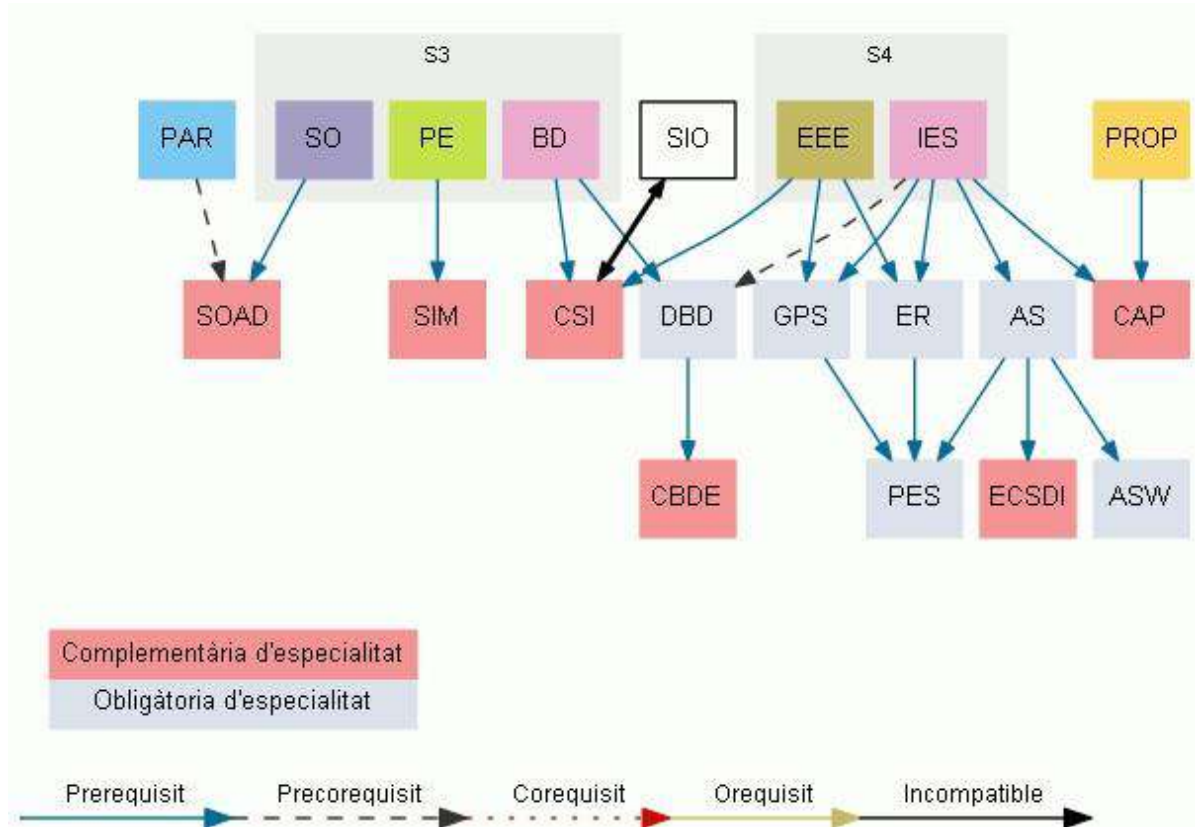 S3 S4
PAR SO PE BD SIO EEE IES PROP
SOAD SIM CSI DBD GPS ER AS CAP
CBDE PES ECSDI ASW
Complementària d'especialitat
Obligàtoria d'especialitat
Prerequisit Precorequisit Corequisit Orequisit Incompatible